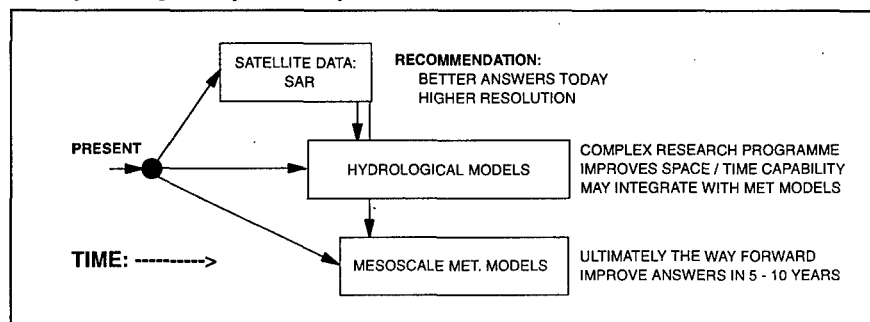 SATELLITE DATA:
SAR
RECOMMENDATION:
BETTER ANSWERS TODAY
HIGHER RESOLUTION
PRESENT
HYDROLOGICAL MODELS
COMPLEX RESEARCH PROGRAMME
IMPROVES SPACE / TIME CAPABILITY
MAY INTEGRATE WITH MET MODELS
TIME: ---------->
MESOSCALE MET. MODELS
ULTIMATELY THE WAY FORWARD
IMPROVE ANSWERS IN 5 - 10 YEARS